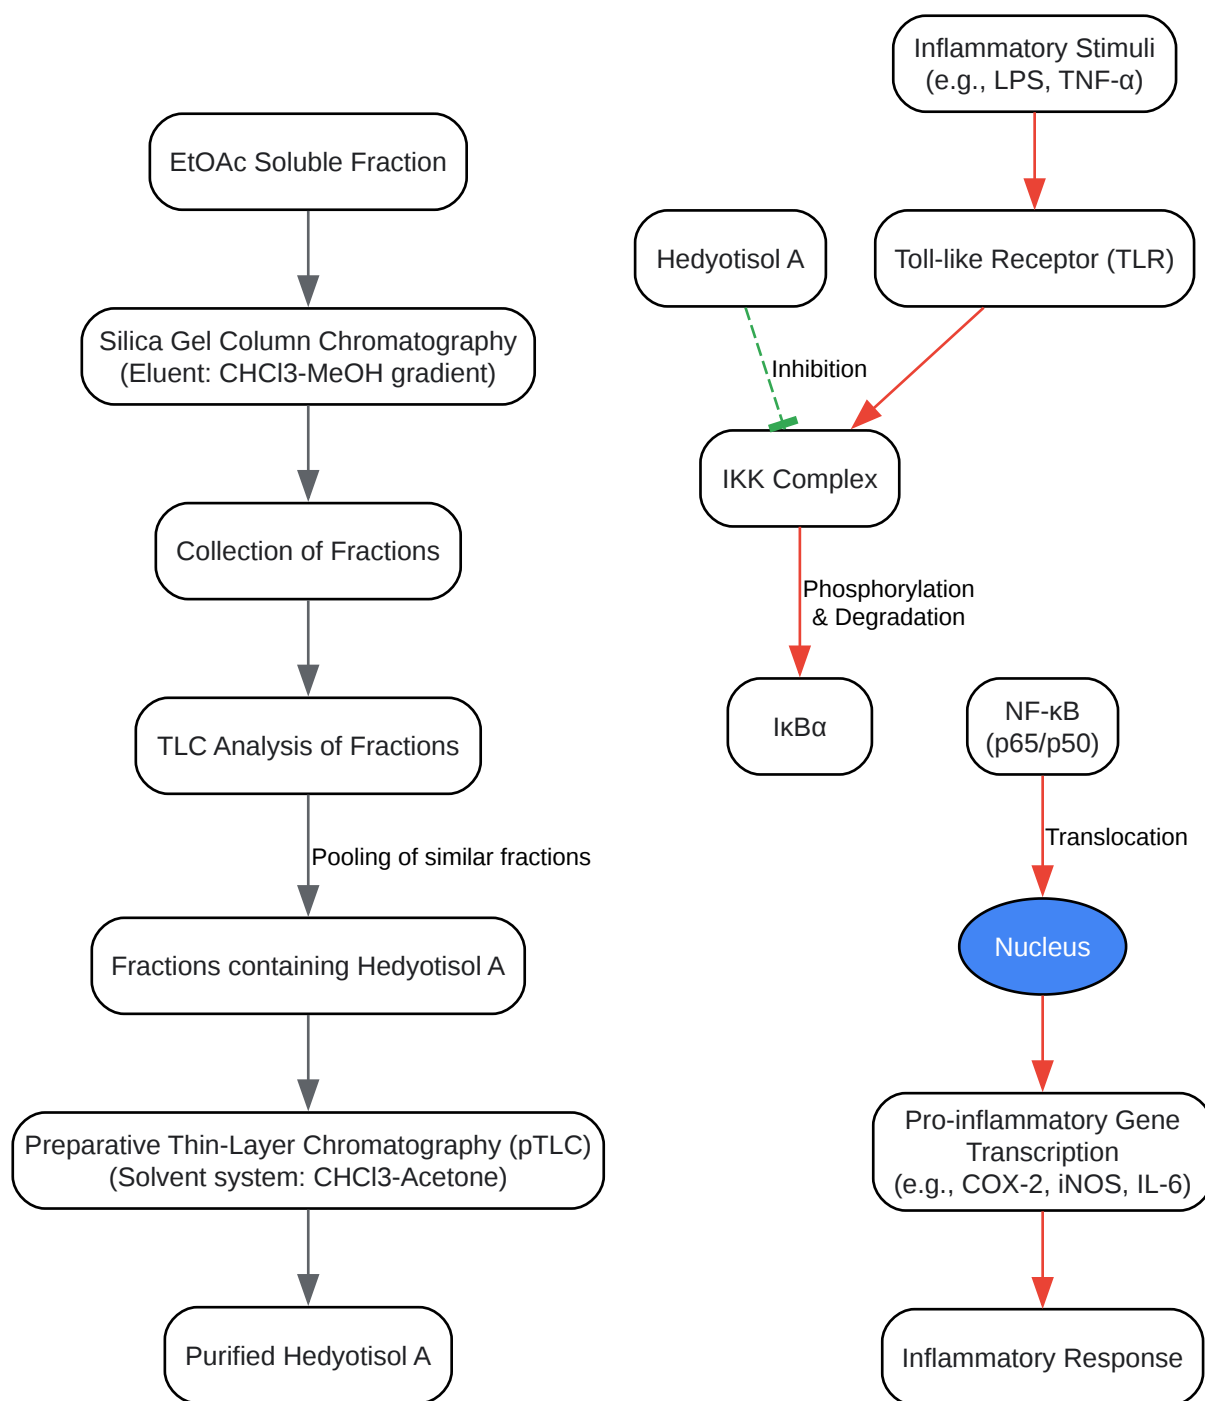 EtOAc Soluble Fraction
Silica Gel Column Chromatography
(Eluent: CHCl3-MeOH gradient)
Collection of Fractions
TLC Analysis of Fractions
Pooling of similar fractions
Fractions containing Hedyotisol A
Preparative Thin-Layer Chromatography (pTLC)
(Solvent system: CHCl3-Acetone)
Purified Hedyotisol A
Inflammatory Stimuli
(e.g., LPS, TNF-α)
Hedyotisol A
Toll-like Receptor (TLR)
Inhibition
IKK Complex
Phosphorylation
& Degradation
IκBα
NF-κB
(p65/p50)
Translocation
Nucleus
Pro-inflammatory Gene
Transcription
(e.g., COX-2, iNOS, IL-6)
Inflammatory Response